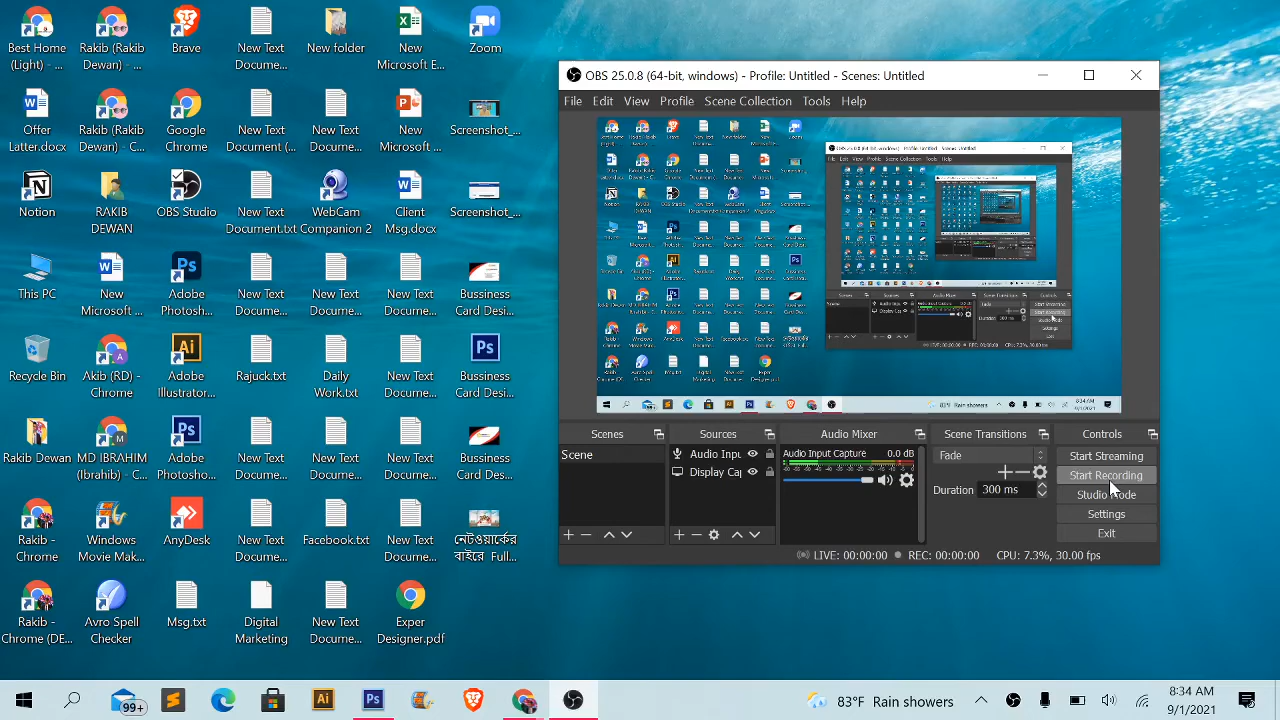 Best Home
(Light) - ...
Rakib (Rakib
Dewan) - ...
Brave
New Text
Docume...
New folder
New
Microsoft E...
Zoom
Offer
Latter.docx
Rakib (Rakib
Dewan) - C...
Google
Chrome
New Text
Document (...
New Text
Docume...
New
Microsoft ...
Screenshot_...
Notion
RAKIB
DEWAN
OBS Studio
New Text
Document
WebCam
Companion 2
Client
Msg.docx
Screenshot_...
This PC
New
Microsoft ...
Adobe
Photosh...
New Text
Docume...
New Text
Docume...
New Text
Docume...
Bussiness
Card Desi...
Recycle Bin
Akib (RD) -
Chrome
Adobe
Illustrator...
Rajuck.txt
Daily
Work.txt
New Text
Docume...
Bussiness
Card Desi...
Rakib Dewan
MD IBRAHIM
(Ibrahib) - C...
Adobe
Photosh...
New Text
Docume...
New Text
Docume...
New Text
Docume...
Bussiness
Card Desi...
Rakib -
Chrome
Windows
Movie Mak...
AnyDesk
New Text
Docume...
Facebook.txt
New Text
Docume...
নেটওয়ার্কের
বাইরে Full...
Rakib -
Chrome (DE...
Avro Spell
Checker
Msg.txt
Digital
Marketing
New Text
Docume...
Exper
Designer.pdf
OBS 25.0.8 (64-bit, windows) - Profile: Untitled - Scenes: Untitled
File Edit View Profile Scene Collection Tools Help
Scenes
Sources
Audio Mixer
Scene Transitions
Controls
Scene
Audio Inpu
Display Cap
Audio Input Capture 0.0 dB
Fade
Duration 300 ms
Start Streaming
Start Recording
Studio Mode
Settings
Exit
LIVE: 00:00:00 REC: 00:00:00 CPU: 7.3%, 30.00 fps
99+
Ai
Ps
83°F Rain showers
8:34 AM
9/1/2021